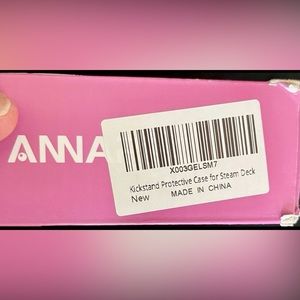 ANNA
X003GELSM7
Kickstand Protective Case for Steam Deck
New
MADE IN CHINA